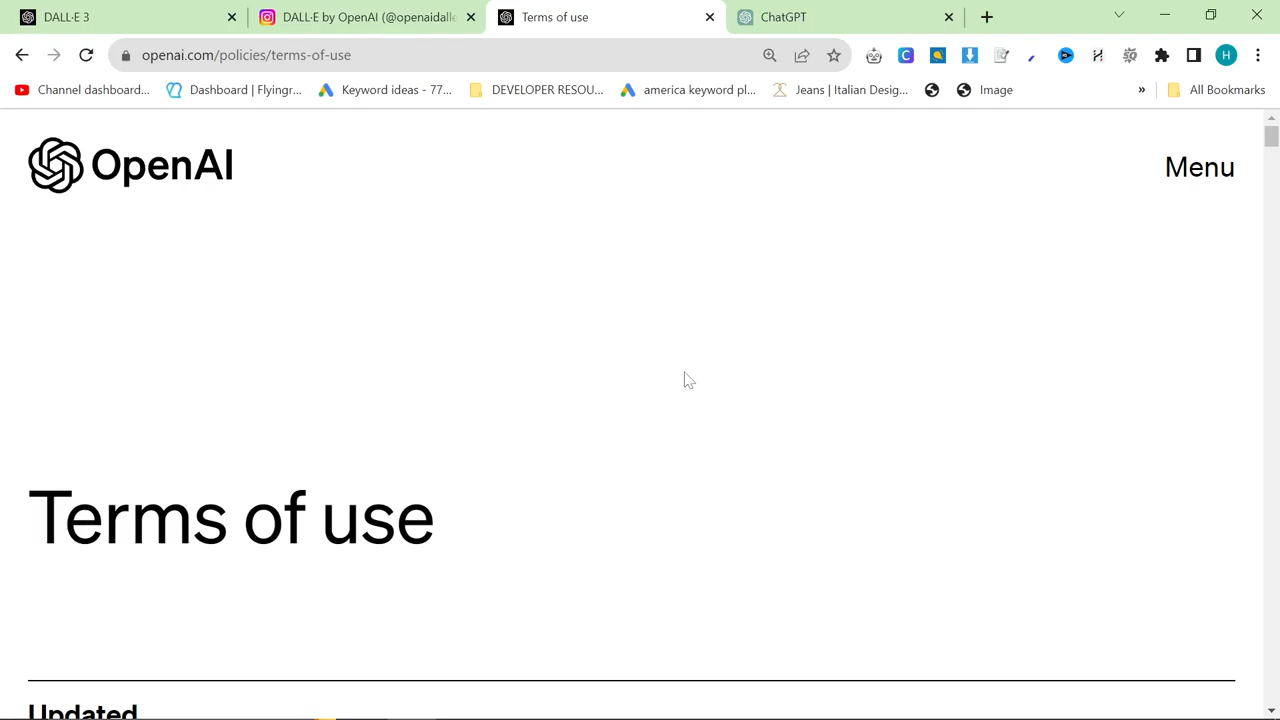 DALL·E 3
DALL·E by OpenAI (@openaidalle
Terms of use
ChatGPT
openai.com/policies/terms-of-use
H
Channel dashboard...
Dashboard | Flyingr...
Keyword ideas - 77...
DEVELOPER RESOU...
america keyword pl...
Jeans | Italian Desig...
Image
»
All Bookmarks
OpenAI
Menu
Terms of use
Updated